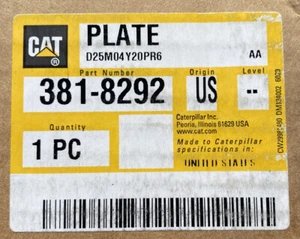 PLATE
CAT
®
D25M04Y20PR6
AA
Part Number
Origin
Level
381-8292
US
--
Quantity
1 PC
Caterpillar Inc.
Peoria, Illinois 61629 USA
www.cat.com
Made to Caterpillar
specifications in
UNITED STATES